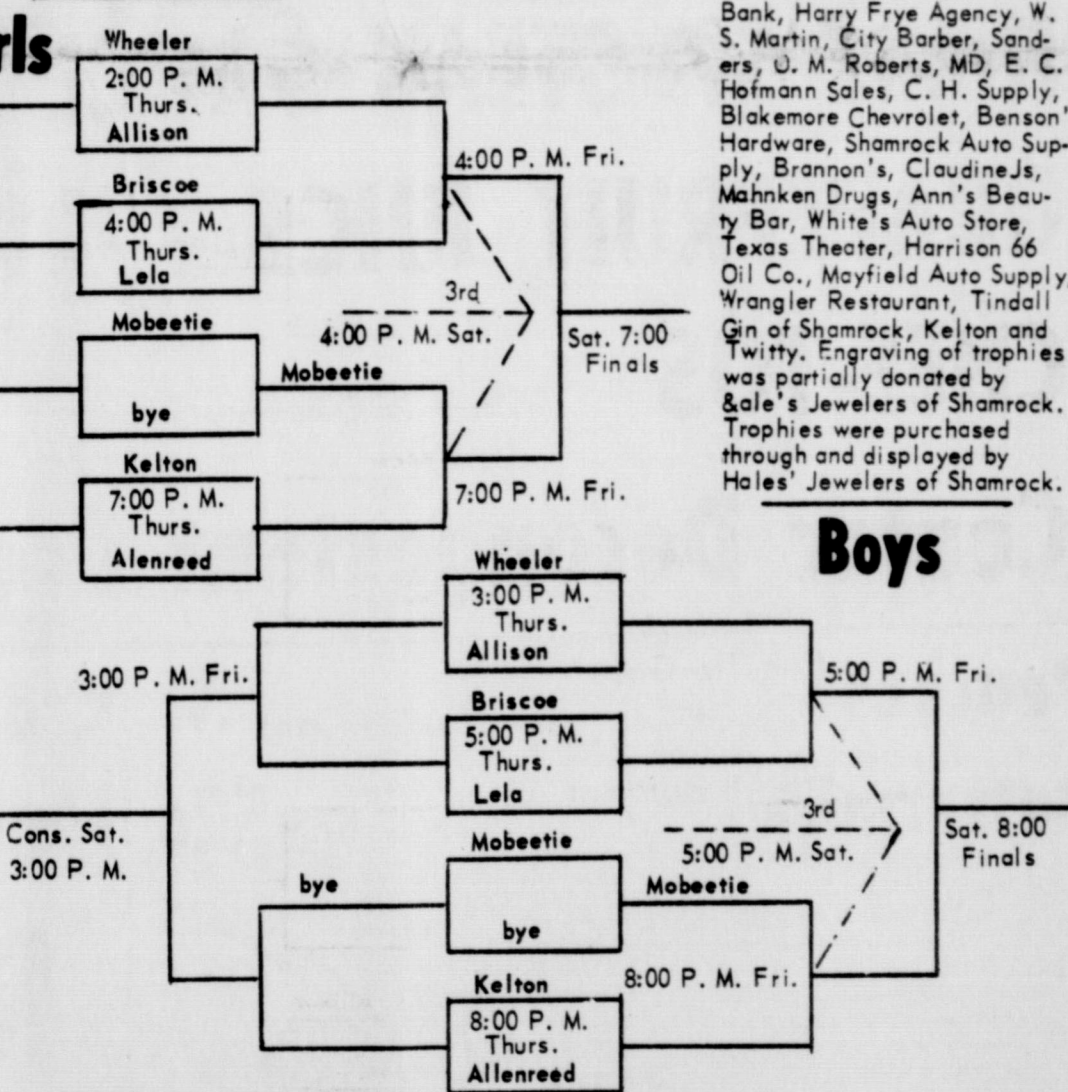 rls
Wheeler
2:00 P. M.
Thurs.
Allison
Briscoe
4:00 P. M.
Thurs.
Lela
Mobeetie
bye
Kelton
7:00 P. M.
Thurs.
Alenreed
4:00 P. M. Fri.
3rd
4:00 P. M. Sat.
Mobeetie
7:00 P. M. Fri.
Sat. 7:00
Finals
Bank, Harry Frye Agency, W.
S. Martin, City Barber, Sand-
ers, J. M. Roberts, MD, E. C.
Hofmann Sales, C. H. Supply,
Blakemore Chevrolet, Benson'
Hardware, Shamrock Auto Sup-
ply, Brannon's, ClaudineJs,
Mahnken Drugs, Ann's Beau-
ty Bar, White's Auto Store,
Texas Theater, Harrison 66
Oil Co., Mayfield Auto Supply,
Wrangler Restaurant, Tindall
Gin of Shamrock, Kelton and
Twitty. Engraving of trophies
was partially donated by
&ale's Jewelers of Shamrock.
Trophies were purchased
through and displayed by
Hales' Jewelers of Shamrock.
Boys
Wheeler
3:00 P. M.
Thurs.
Allison
Briscoe
5:00 P. M.
Thurs.
Lela
Mobeetie
bye
Kelton
8:00 P. M.
Thurs.
Allenreed
3:00 P. M. Fri.
Cons. Sat.
3:00 P. M.
bye
5:00 P. M. Fri.
3rd
5:00 P. M. Sat.
Mobeetie
8:00 P. M. Fri.
Sat. 8:00
Finals